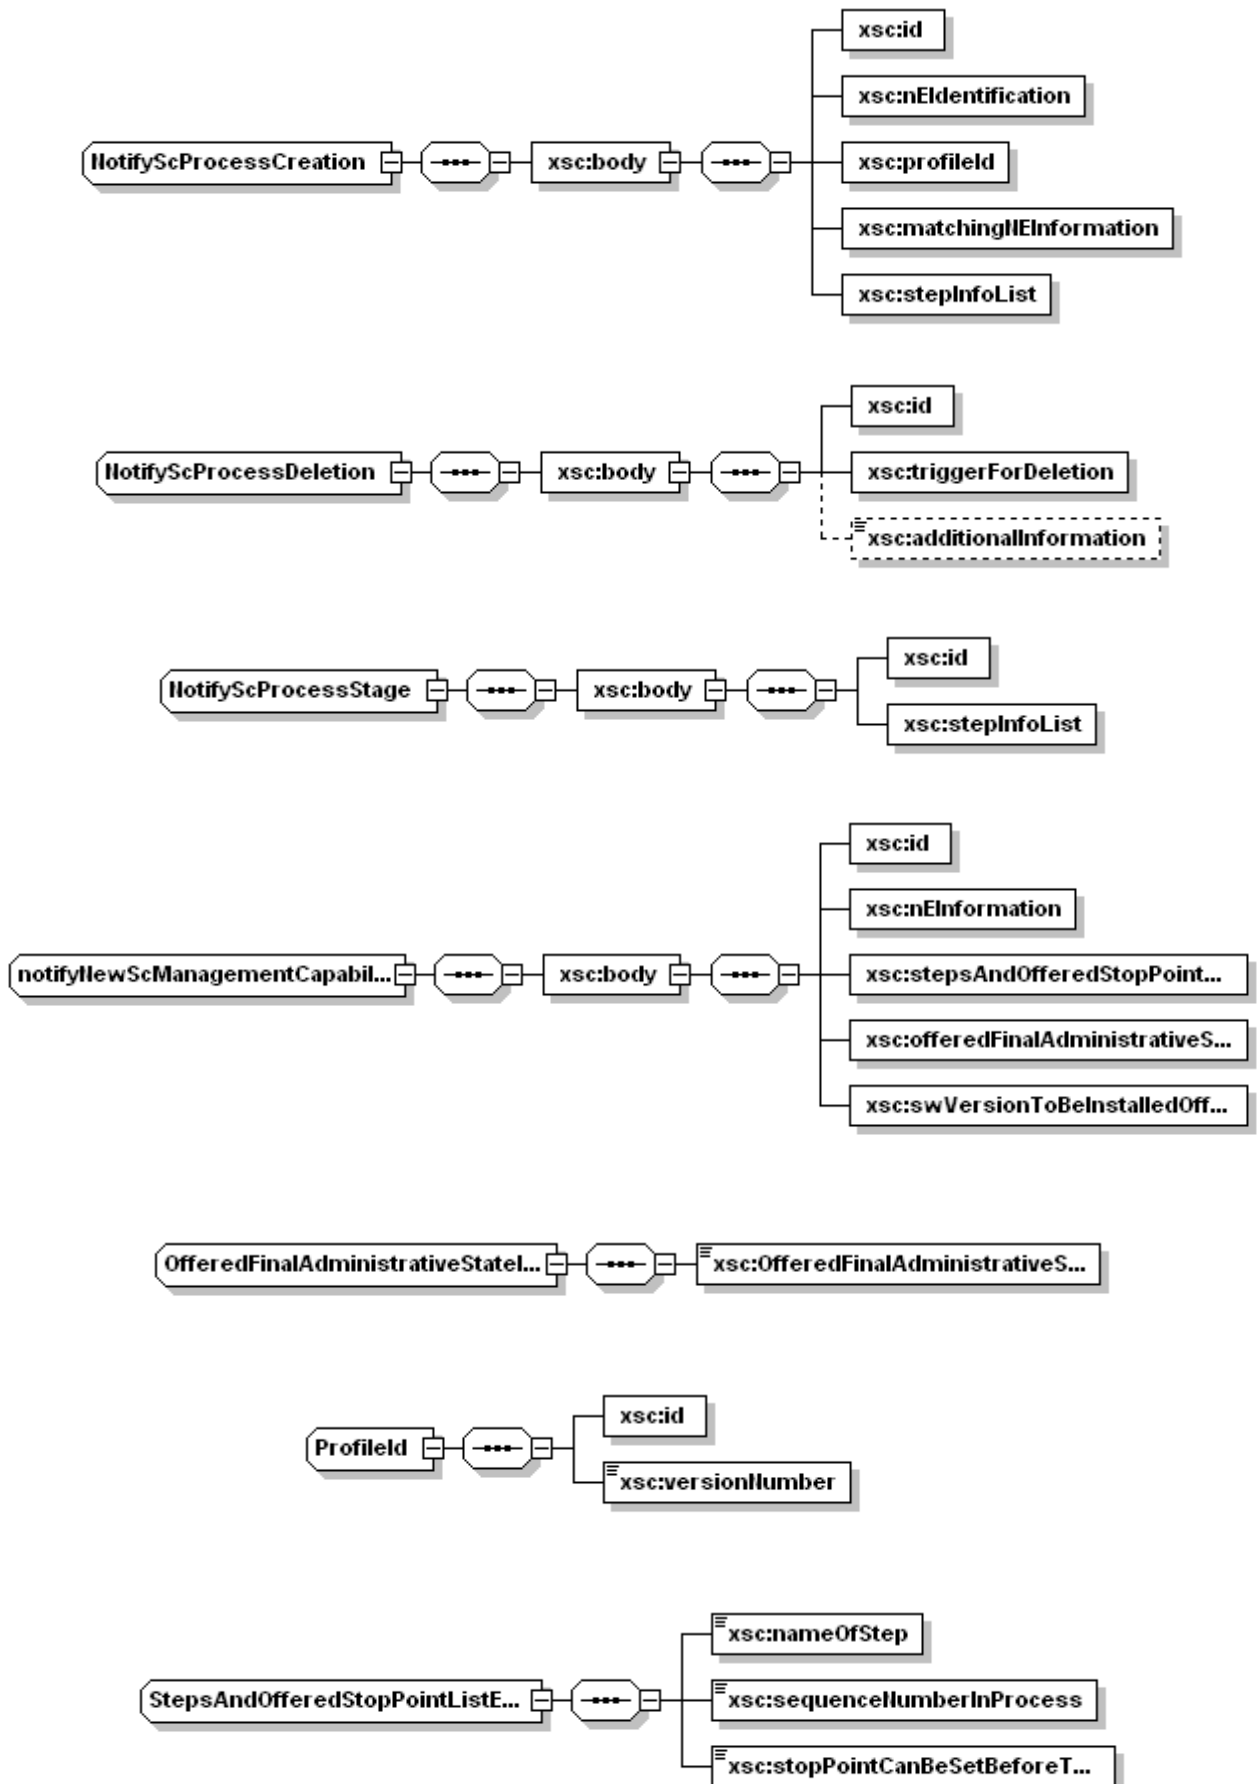 xsc:id
xsc:nEIdentification
NotifyScProcessCreation xsc:body xsc:profileId
xsc:matchingNEInformation
xsc:stepInfoList
xsc:id
NotifyScProcessDeletion xsc:body xsc:triggerForDeletion
xsc:additionalInformation
xsc:id
NotifyScProcessStage xsc:body
xsc:stepInfoList
xsc:id
xsc:nEInformation
notifyNewScManagementCapabil... xsc:body xsc:stepsAndOfferedStopPoint...
xsc:offeredFinalAdministrativeS...
xsc:swVersionToBeInstalledOff...
OfferedFinalAdministrativeStateI... xsc:OfferedFinalAdministrativeS...
xsc:id
ProfileId
xsc:versionNumber
xsc:nameOfStep
StepsAndOfferedStopPointListE... xsc:sequenceNumberInProcess
xsc:stopPointCanBeSetBeforeT...